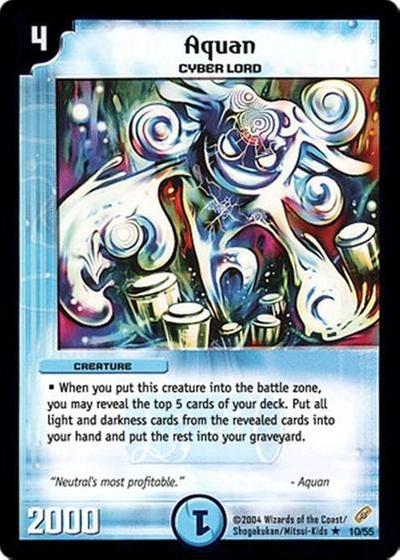 4
Aquan
CYBER LORD
CREATURE
▪ When you put this creature into the battle zone,
you may reveal the top 5 cards of your deck. Put all
light and darkness cards from the revealed cards into
your hand and put the rest into your graveyard.
"Neutral's most profitable." - Aquan
2000
1
©2004 Wizards of the Coast/
Shogakukan/Mitsui-Kids ★ 10/55